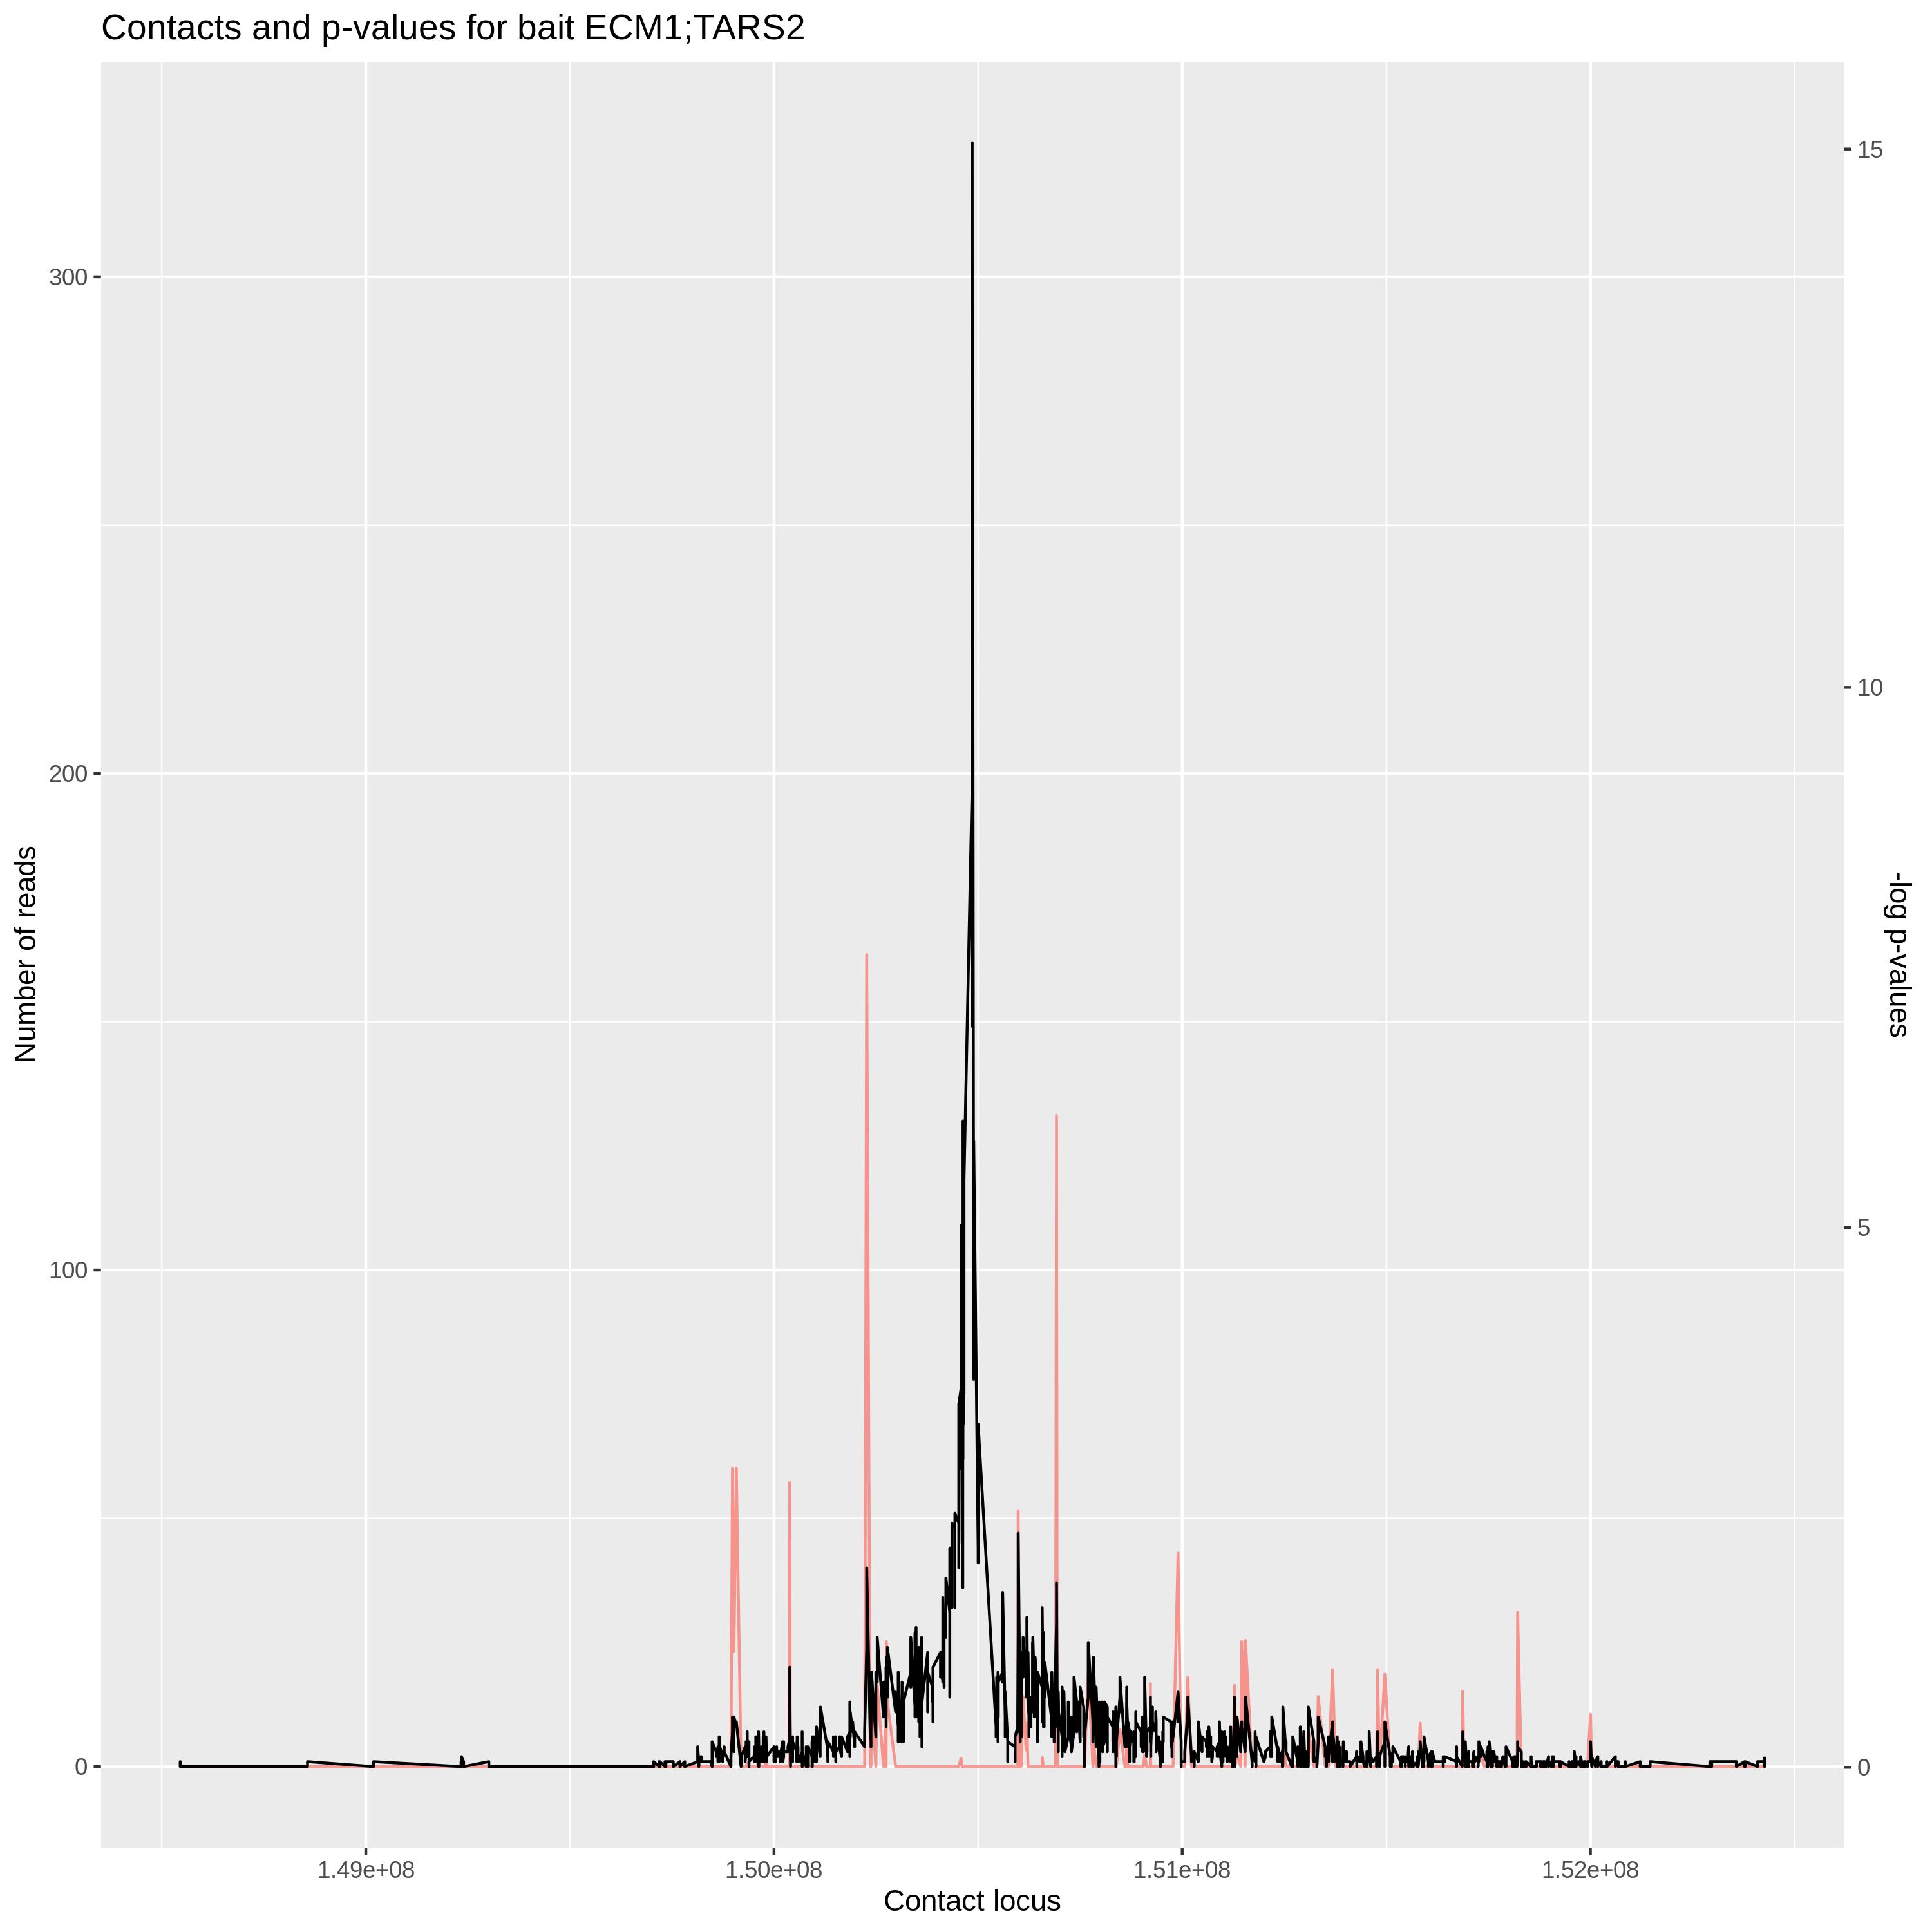 Contacts and p-values for bait ECM1;TARS2
Number of reads
300
200
100
0
15
10
5
0
-log p-values
1.49e+08 1.50e+08 1.51e+08 1.52e+08
Contact locus